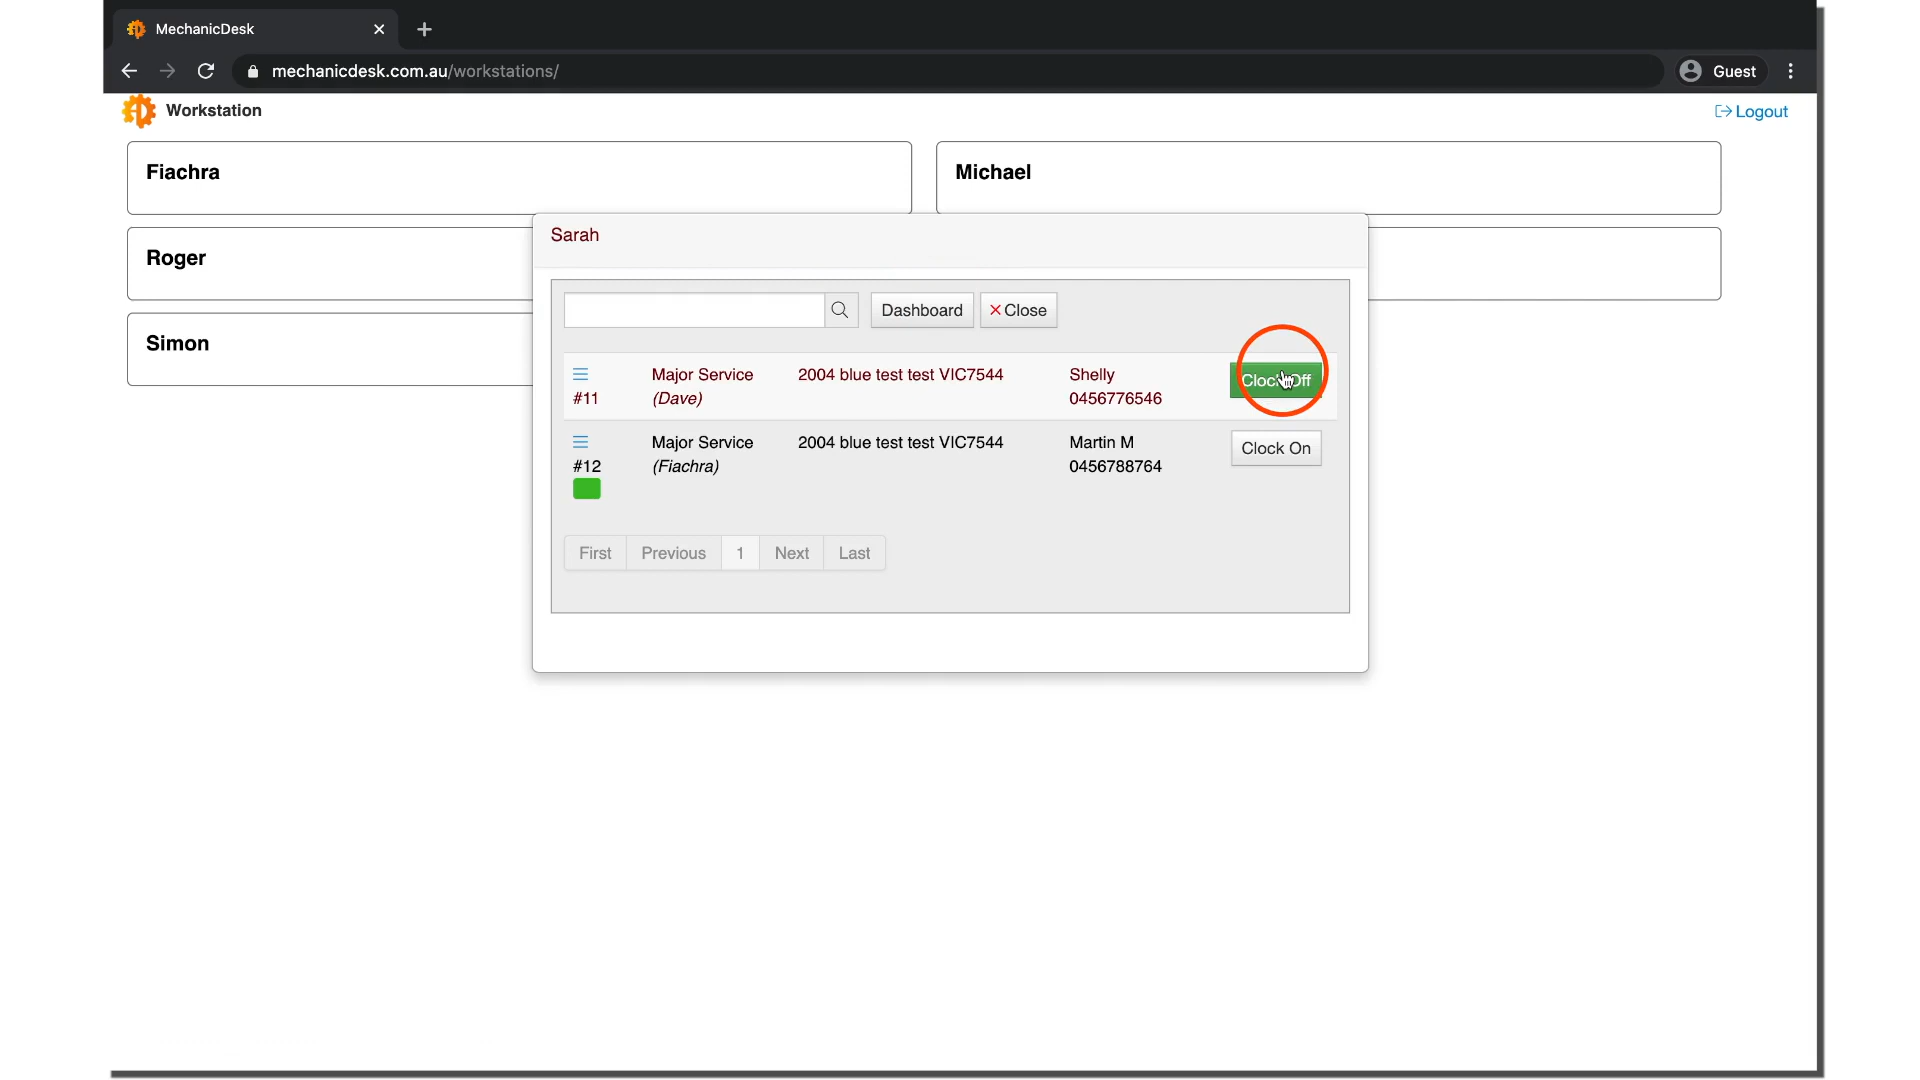 MechanicDesk
mechanicdesk.com.au/workstations/
Guest
Workstation
Logout
Fiachra
Michael
Roger
Simon
Sarah
Dashboard
Close
Major Service
2004 blue test test VIC7544
Shelly
Clock Off
#11
(Dave)
0456776546
Major Service
2004 blue test test VIC7544
Martin M
Clock On
#12
(Fiachra)
0456788764
First Previous 1 Next Last